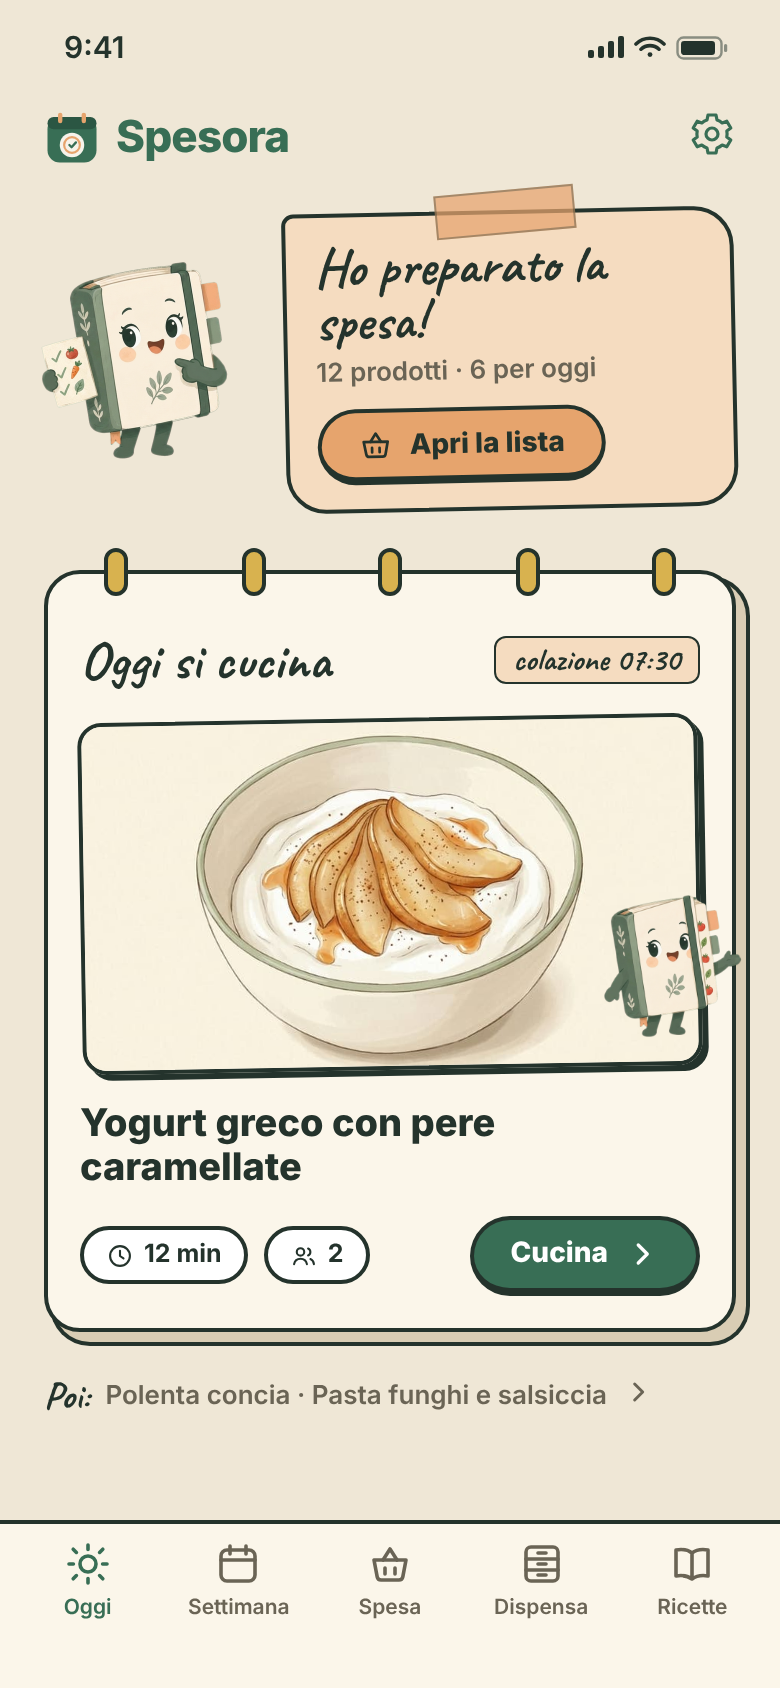 9:41
Spesora
Ho preparato la
spesa!
12 prodotti · 6 per oggi
Apri la lista
Oggi si cucina
colazione 07:30
Yogurt greco con pere
caramellate
12 min
2
Cucina
Poi: Polenta concia · Pasta funghi e salsiccia
Oggi
Settimana
Spesa
Dispensa
Ricette